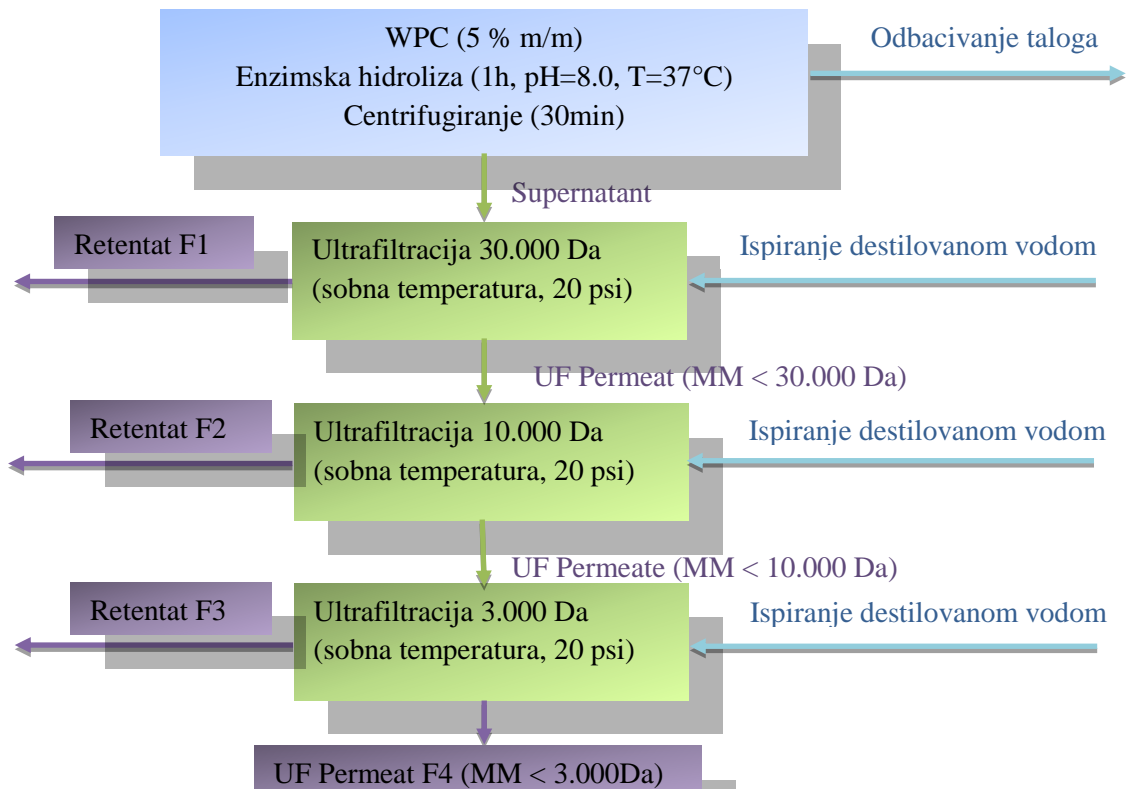 WPC (5 % m/m)
Enzimska hidroliza (1h, pH=8.0, T=37°C)
Centrifugiranje (30min)
Odbacivanje taloga
Supernatant
Retentat F1
Ultrafiltracija 30.000 Da
(sobna temperatura, 20 psi)
Ispiranje destilovanom vodom
UF Permeat (MM < 30.000 Da)
Retentat F2
Ultrafiltracija 10.000 Da
(sobna temperatura, 20 psi)
Ispiranje destilovanom vodom
UF Permeate (MM < 10.000 Da)
Retentat F3
Ultrafiltracija 3.000 Da
(sobna temperatura, 20 psi)
Ispiranje destilovanom vodom
UF Permeat F4 (MM < 3.000Da)